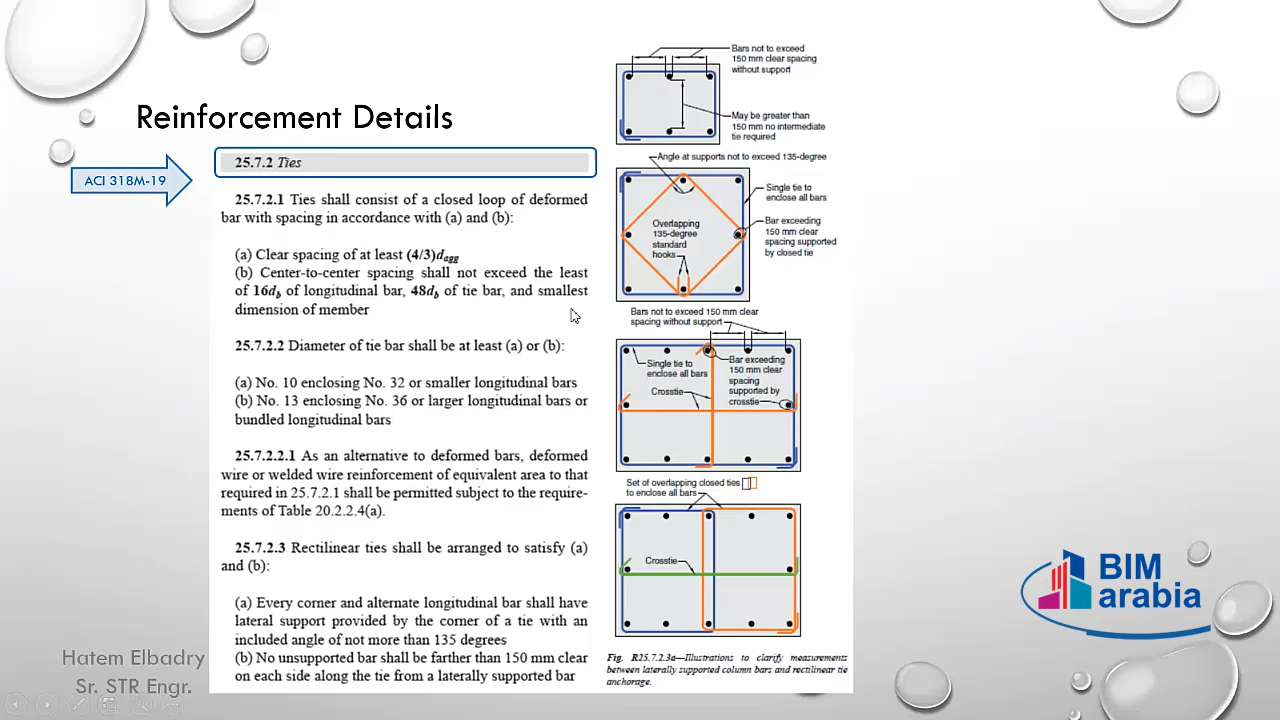 Reinforcement Details
ACI 318M-19
25.7.2 Ties
25.7.2.1 Ties shall consist of a closed loop of deformed
bar with spacing in accordance with (a) and (b):
(a) Clear spacing of at least (4/3)dagg
(b) Center-to-center spacing shall not exceed the least
of 16db of longitudinal bar, 48db of tie bar, and smallest
dimension of member
25.7.2.2 Diameter of tie bar shall be at least (a) or (b):
(a) No. 10 enclosing No. 32 or smaller longitudinal bars
(b) No. 13 enclosing No. 36 or larger longitudinal bars or
bundled longitudinal bars
25.7.2.2.1 As an alternative to deformed bars, deformed
wire or welded wire reinforcement of equivalent area to that
required in 25.7.2.1 shall be permitted subject to the require-
ments of Table 20.2.2.4(a).
25.7.2.3 Rectilinear ties shall be arranged to satisfy (a)
and (b):
(a) Every corner and alternate longitudinal bar shall have
lateral support provided by the corner of a tie with an
included angle of not more than 135 degrees
(b) No unsupported bar shall be farther than 150 mm clear
on each side along the tie from a laterally supported bar
Bars not to exceed
150 mm clear spacing
without support
May be greater than
150 mm no intermediate
tie required
Angle at supports not to exceed 135-degree
Single tie to
enclose all bars
Overlapping
135-degree
standard
hooks
Bar exceeding
150 mm clear
spacing supported
by closed tie
Bars not to exceed 150 mm clear
spacing without support
Single tie to
enclose all bars
Crosstie
Bar exceeding
150 mm clear
spacing
supported by
crosstie
Set of overlapping closed ties
to enclose all bars
Crosstie
Fig. R25.7.2.3a—Illustrations to clarify measurements
between laterally supported column bars and rectilinear tie
anchorage.
Hatem Elbadry
Sr. STR Engr.
BIM
arabia